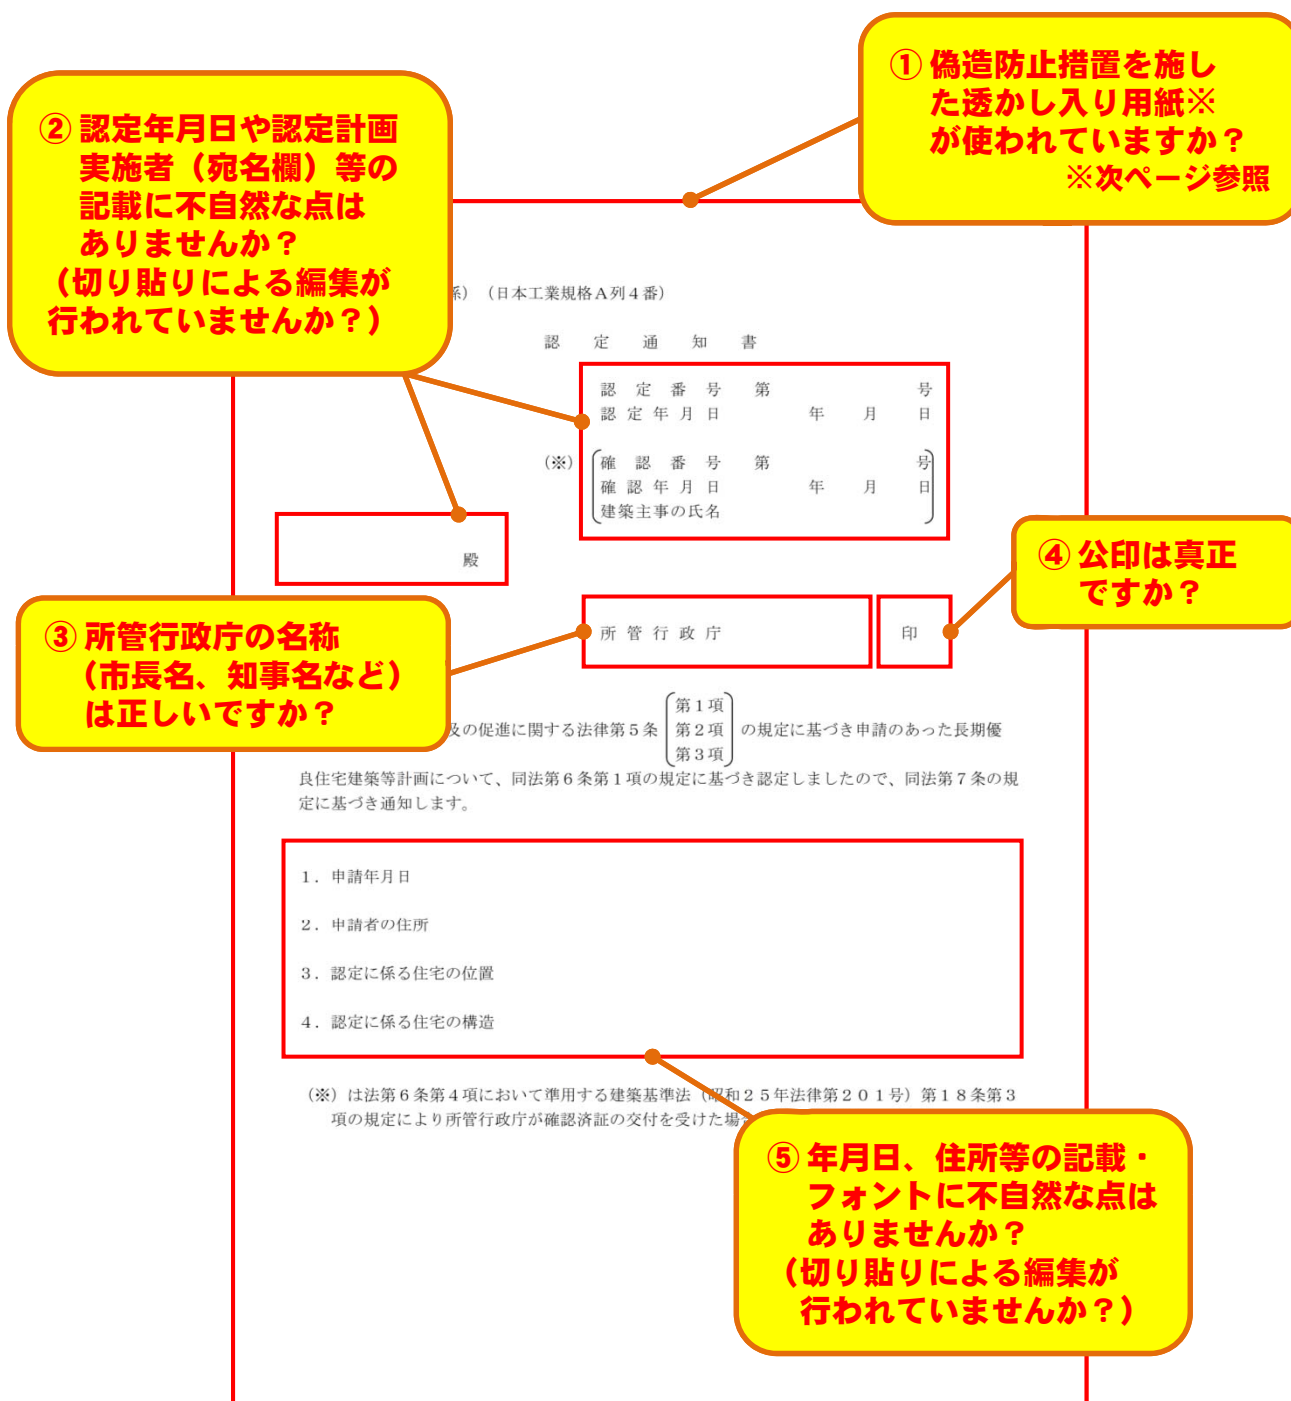 ① 偽造防止措置を施し
た透かし入り用紙※
が使われていますか？
※次ページ参照
② 認定年月日や認定計画
実施者（宛名欄）等の
記載に不自然な点は
ありませんか？
（切り貼りによる編集が
行われていませんか？）
係）（日本工業規格Ａ列４番）
認　定　通　知　書
認　定　番　号　第　　　　　　　　号
認 定 年 月 日　　　　年　　月　　日
（※）
確　認　番　号　第　　　　　　　　号
確 認 年 月 日　　　　年　　月　　日
建築主事の氏名
殿
④ 公印は真正
ですか？
③ 所管行政庁の名称
（市長名、知事名など）
は正しいですか？
所 管 行 政 庁　　　　　　印
第１項
及の促進に関する法律第５条 第２項 の規定に基づき申請のあった長期優
第３項
良住宅建築等計画について、同法第６条第１項の規定に基づき認定しましたので、同法第７条の規
定に基づき通知します。
１．申請年月日
２．申請者の住所
３．認定に係る住宅の位置
４．認定に係る住宅の構造
（※）は法第６条第４項において準用する建築基準法（昭和２５年法律第２０１号）第１８条第３
項の規定により所管行政庁が確認済証の交付を受けた場
⑤ 年月日、住所等の記載・
フォントに不自然な点は
ありませんか？
（切り貼りによる編集が
行われていませんか？）